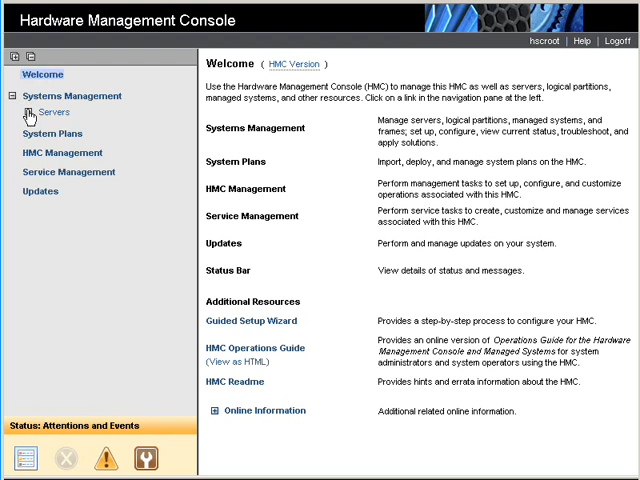 Hardware Management Console
hscroot | Help | Logoff
Welcome
Systems Management
Servers
System Plans
HMC Management
Service Management
Updates
Status: Attentions and Events
Welcome ( HMC Version )
Use the Hardware Management Console (HMC) to manage this HMC as well as servers, logical partitions,
managed systems, and other resources. Click on a link in the navigation pane at the left.
Systems Management
Manage servers, logical partitions, managed systems, and
frames; set up, configure, view current status, troubleshoot, and
apply solutions.
System Plans
Import, deploy, and manage system plans on the HMC.
HMC Management
Perform management tasks to set up, configure, and customize
operations associated with this HMC.
Service Management
Perform service tasks to create, customize and manage services
associated with this HMC.
Updates
Perform and manage updates on your system.
Status Bar
View details of status and messages.
Additional Resources
Guided Setup Wizard
Provides a step-by-step process to configure your HMC.
HMC Operations Guide
(View as HTML)
Provides an online version of Operations Guide for the Hardware
Management Console and Managed Systems for system
administrators and system operators using the HMC.
HMC Readme
Provides hints and errata information about the HMC.
Online Information
Additional related online information.